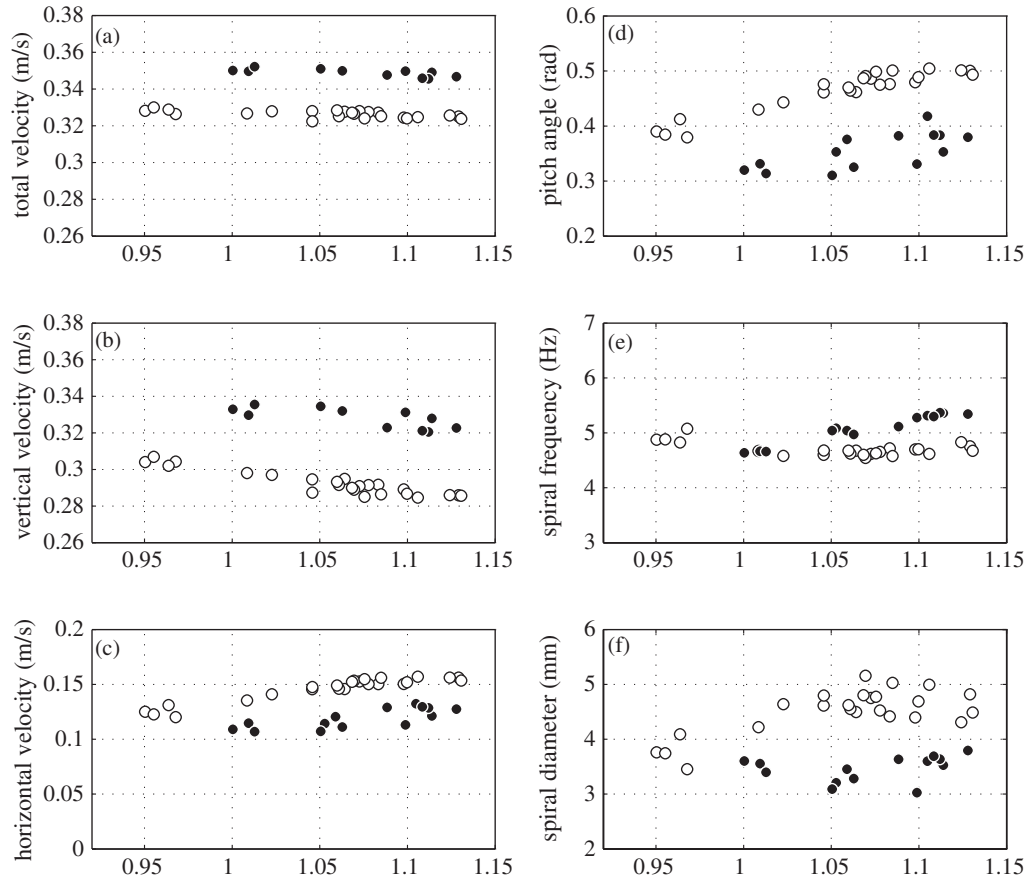 (a)
total velocity (m/s)
0.38
0.36
0.34
0.32
0.3
0.28
0.26
0.95 1 1.05 1.1 1.15
(b)
vertical velocity (m/s)
0.38
0.36
0.34
0.32
0.3
0.28
0.26
0.95 1 1.05 1.1 1.15
(c)
horizontal velocity (m/s)
0.2
0.15
0.1
0.05
0
0.95 1 1.05 1.1 1.15
(d)
pitch angle (rad)
0.6
0.5
0.4
0.3
0.2
0.95 1 1.05 1.1 1.15
(e)
spiral frequency (Hz)
7
6
5
4
3
0.95 1 1.05 1.1 1.15
(f)
spiral diameter (mm)
6
5
4
3
2
0.95 1 1.05 1.1 1.15